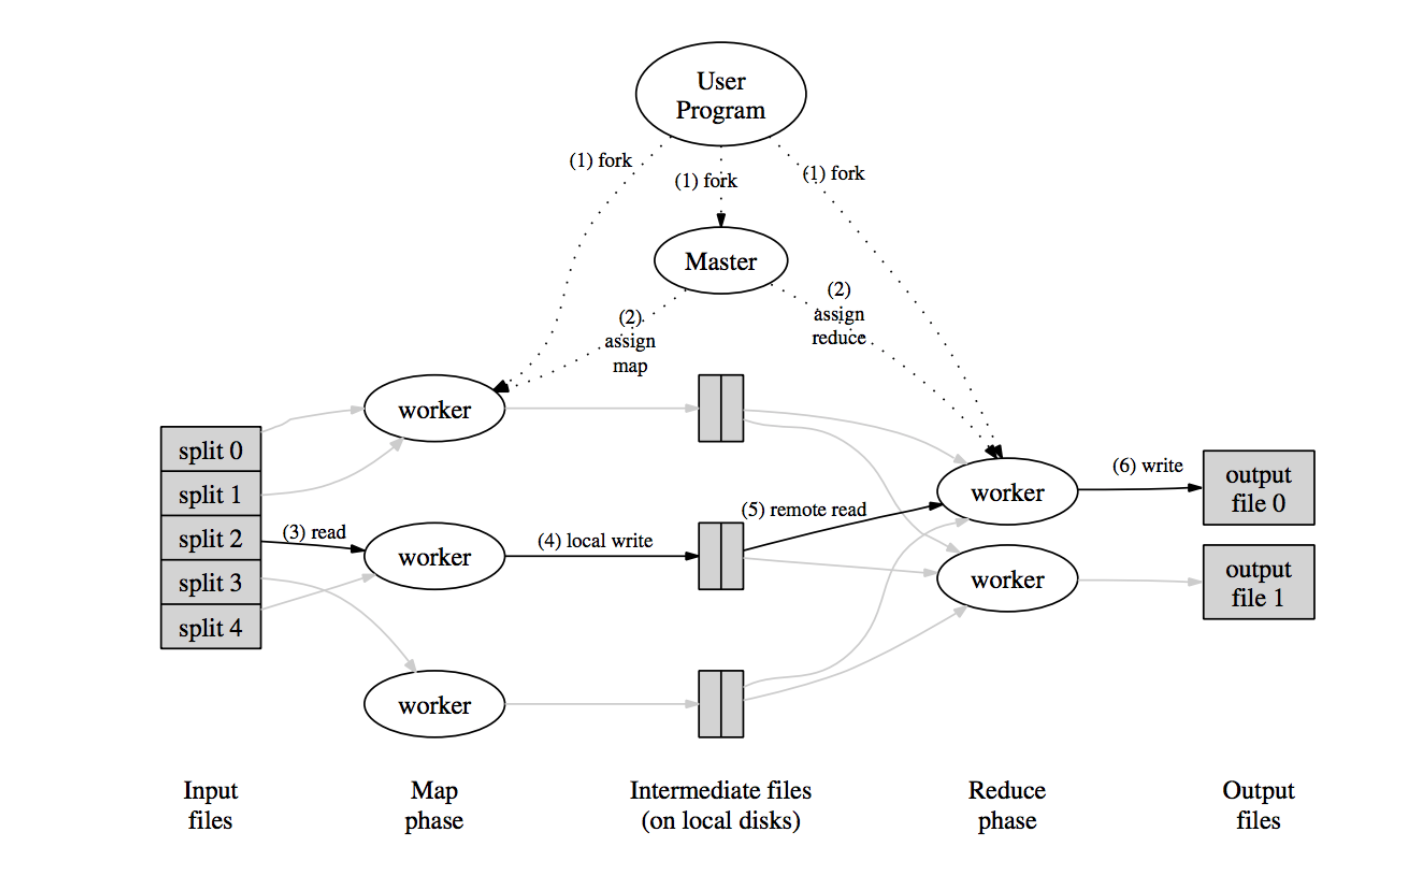 User
Program
(1) fork
(1) fork
(1) fork
Master
(2)
assign
map
(2)
assign
reduce
split 0
split 1
split 2
split 3
split 4
(3) read
worker
worker
worker
(4) local write
(5) remote read
worker
worker
(6) write
output
file 0
output
file 1
Input
files
Map
phase
Intermediate files
(on local disks)
Reduce
phase
Output
files